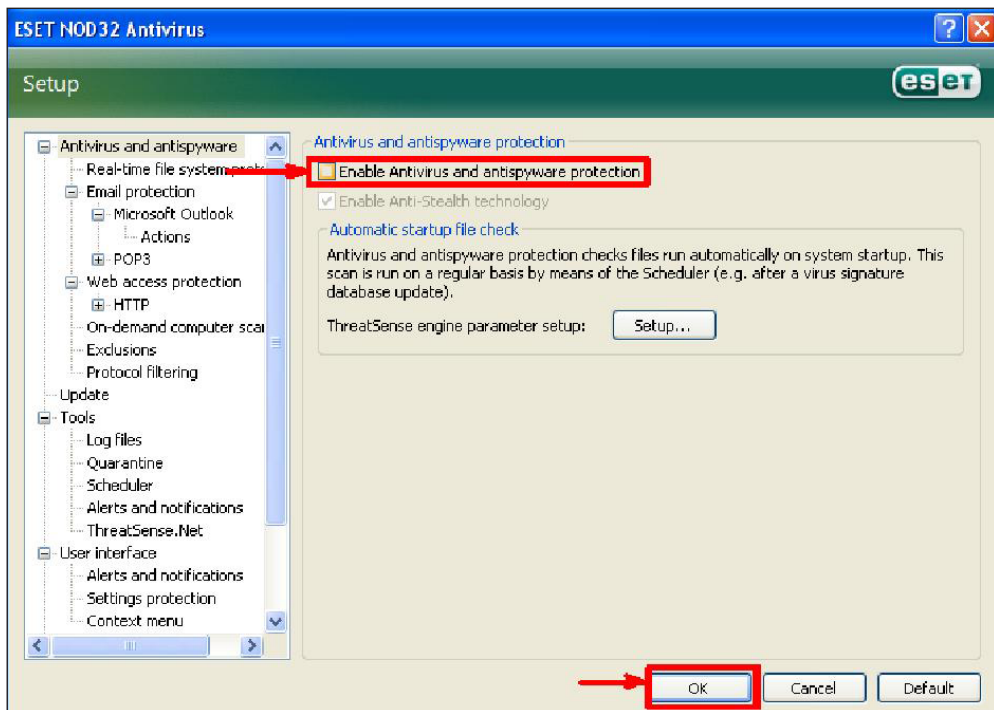 ESET NOD32 Antivirus
Setup
eset
Antivirus and antispyware
Real-time file system
Email protection
Microsoft Outlook
Actions
POP3
Web access protection
HTTP
On-demand computer scar
Exclusions
Protocol filtering
Update
Tools
Log files
Quarantine
Scheduler
Alerts and notifications
ThreatSense.Net
User interface
Alerts and notifications
Settings protection
Context menu
Antivirus and antispyware protection
Enable Antivirus and antispyware protection
Enable Anti-Stealth technology
Automatic startup file check
Antivirus and antispyware protection checks files run automatically on system startup. This
scan is run on a regular basis by means of the Scheduler (e.g. after a virus signature
database update).
ThreatSense engine parameter setup:
Setup...
OK
Cancel
Default